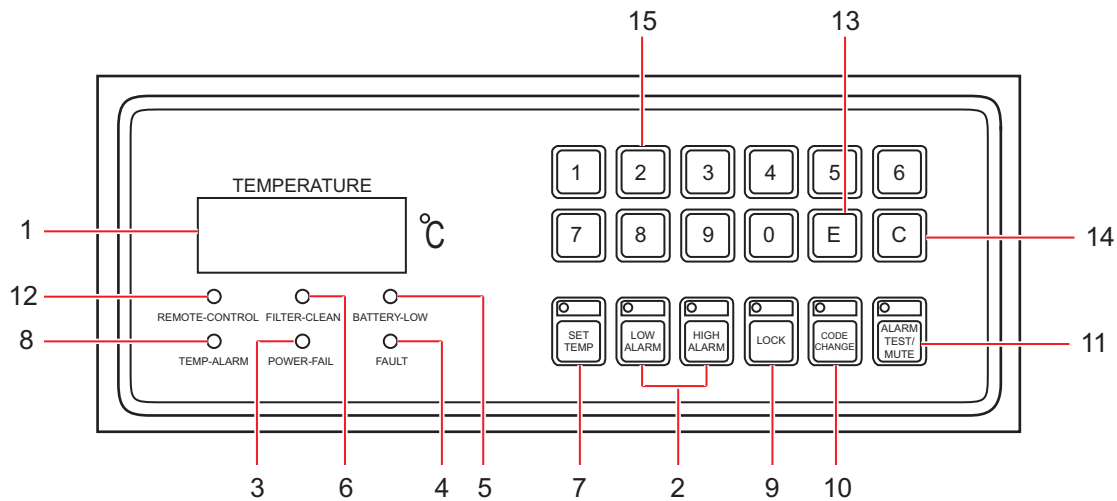 15
13
1 2 3 4 5 6
TEMPERATURE
1
℃
7 8 9 0 E C
14
12
REMOTE-CONTROL FILTER-CLEAN BATTERY-LOW
8
TEMP-ALARM POWER-FAIL FAULT
SET
TEMP
LOW
ALARM
HIGH
ALARM
LOCK
CODE
CHANGE
ALARM
TEST/
MUTE
11
3 6 4 5 7 2 9 10